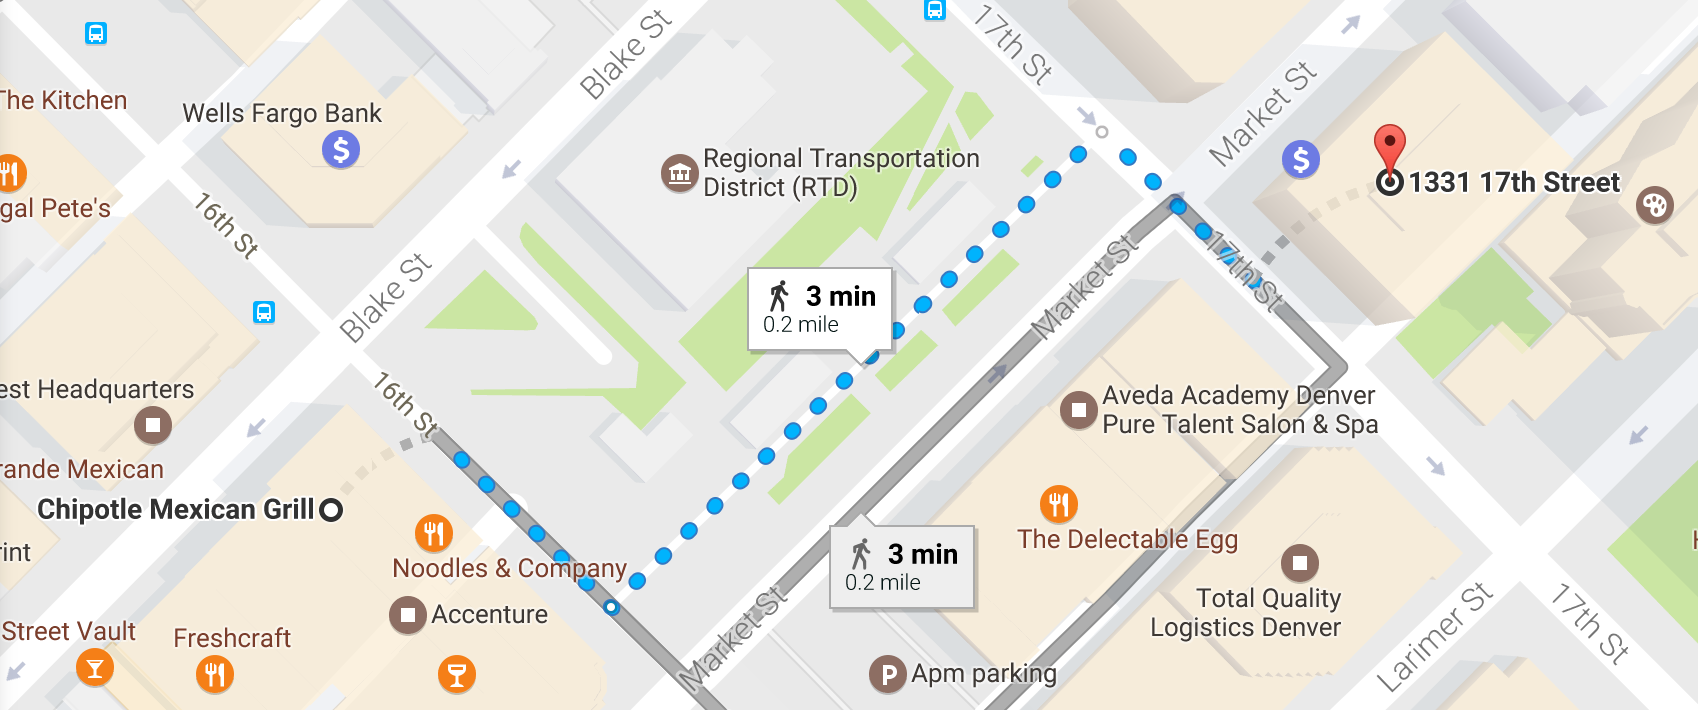 17th St
Blake St
Market St
The Kitchen
Wells Fargo Bank
Regional Transportation
District (RTD)
1331 17th Street
gal Pete's
16th St
17th St
Blake St
Market St
3 min
0.2 mile
16th St
est Headquarters
Aveda Academy Denver
Pure Talent Salon & Spa
rande Mexican
Chipotle Mexican Grill
The Delectable Egg
rint
3 min
0.2 mile
Noodles & Company
Accenture
Total Quality
Logistics Denver
Larimer St
17th St
Street Vault
Freshcraft
Market St
P
Apm parking